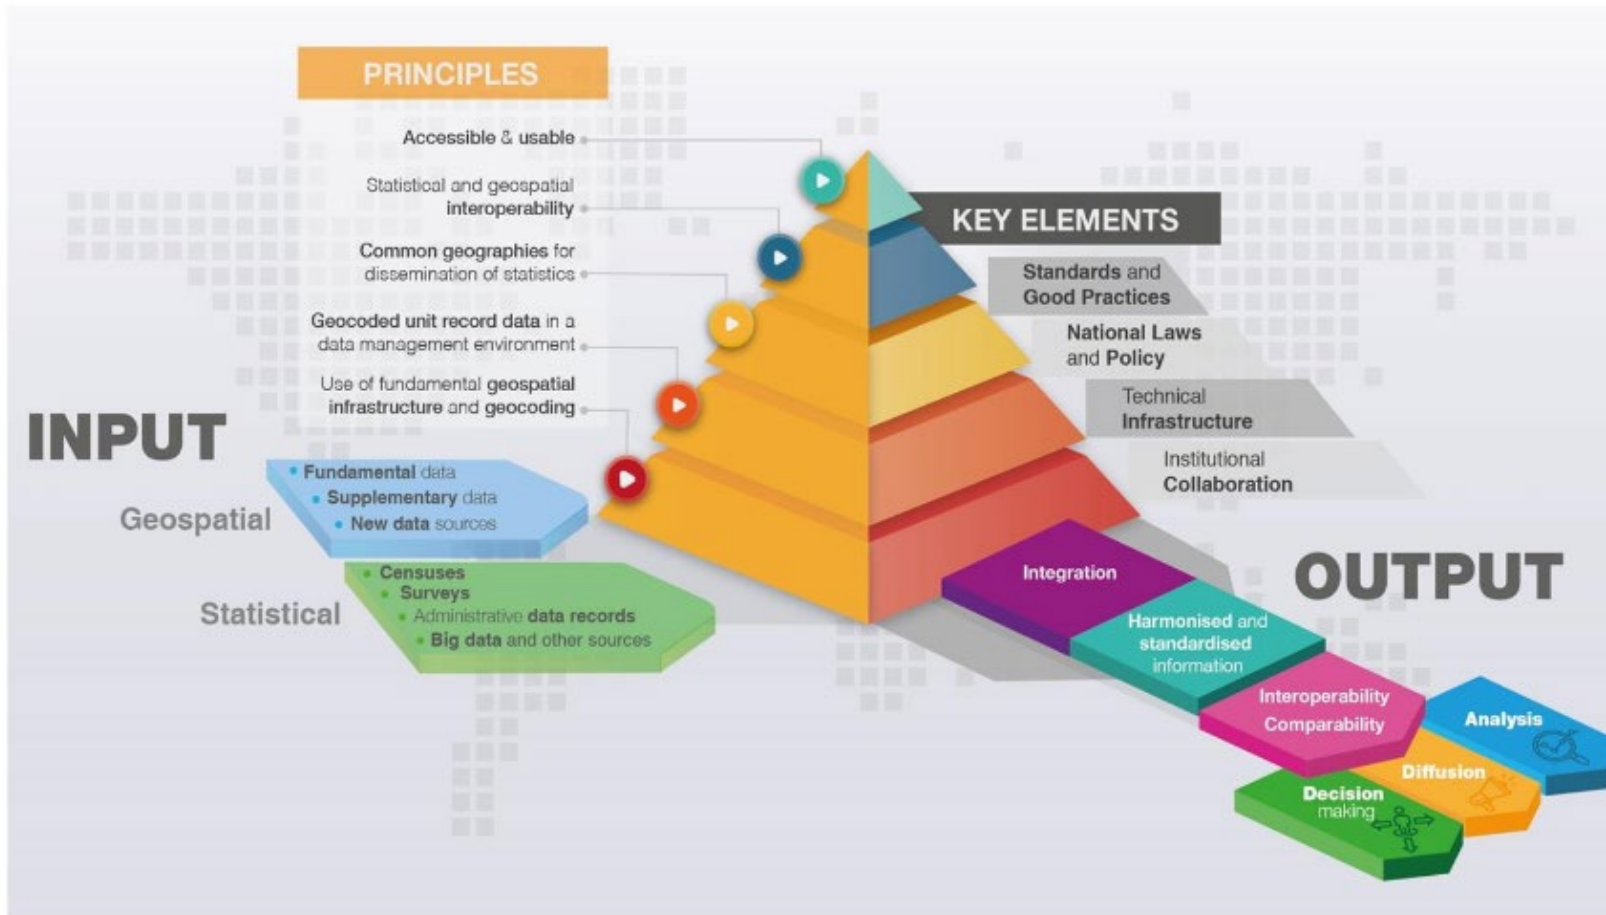 PRINCIPLES
Accessible & usable
Statistical and geospatial
interoperability
Common geographies for
dissemination of statistics
Geocoded unit record data in a
data management environment
Use of fundamental geospatial
infrastructure and geocoding
KEY ELEMENTS
Standards and
Good Practices
National Laws
and Policy
Technical
Infrastructure
Institutional
Collaboration
INPUT
Geospatial
• Fundamental data
• Supplementary data
• New data sources
Statistical
• Censuses
• Surveys
• Administrative data records
• Big data and other sources
OUTPUT
Integration
Harmonised and
standardised
information
Interoperability
Comparability
Analysis
Diffusion
Decision
making